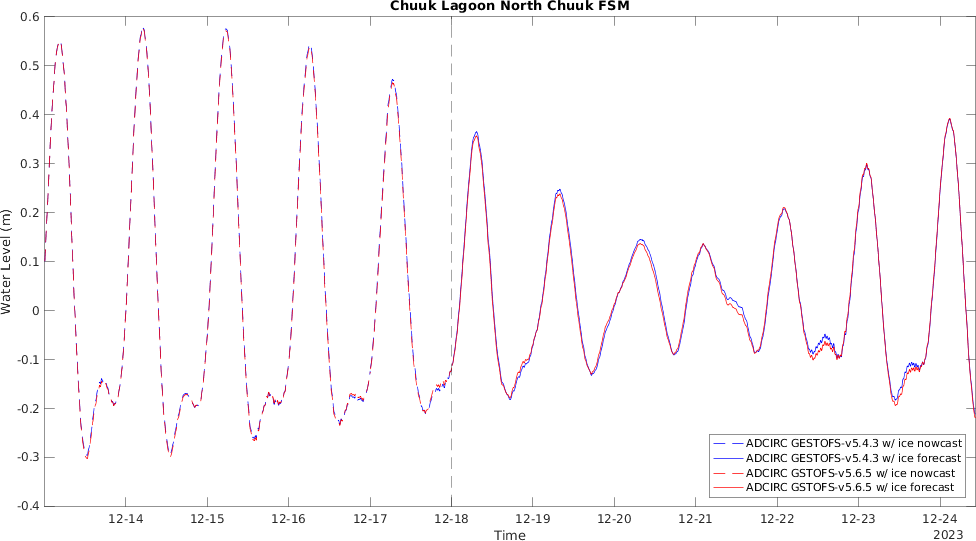 Chuuk Lagoon North Chuuk FSM
0.6
0.5
0.4
0.3
0.2
0.1
0
-0.1
-0.2
-0.3
-0.4
Water Level (m)
ADCIRC GESTOFS-v5.4.3 w/ ice nowcast
ADCIRC GESTOFS-v5.4.3 w/ ice forecast
ADCIRC GSTOFS-v5.6.5 w/ ice nowcast
ADCIRC GSTOFS-v5.6.5 w/ ice forecast
12-14 12-15 12-16 12-17 12-18 12-19 12-20 12-21 12-22 12-23 12-24
Time 2023